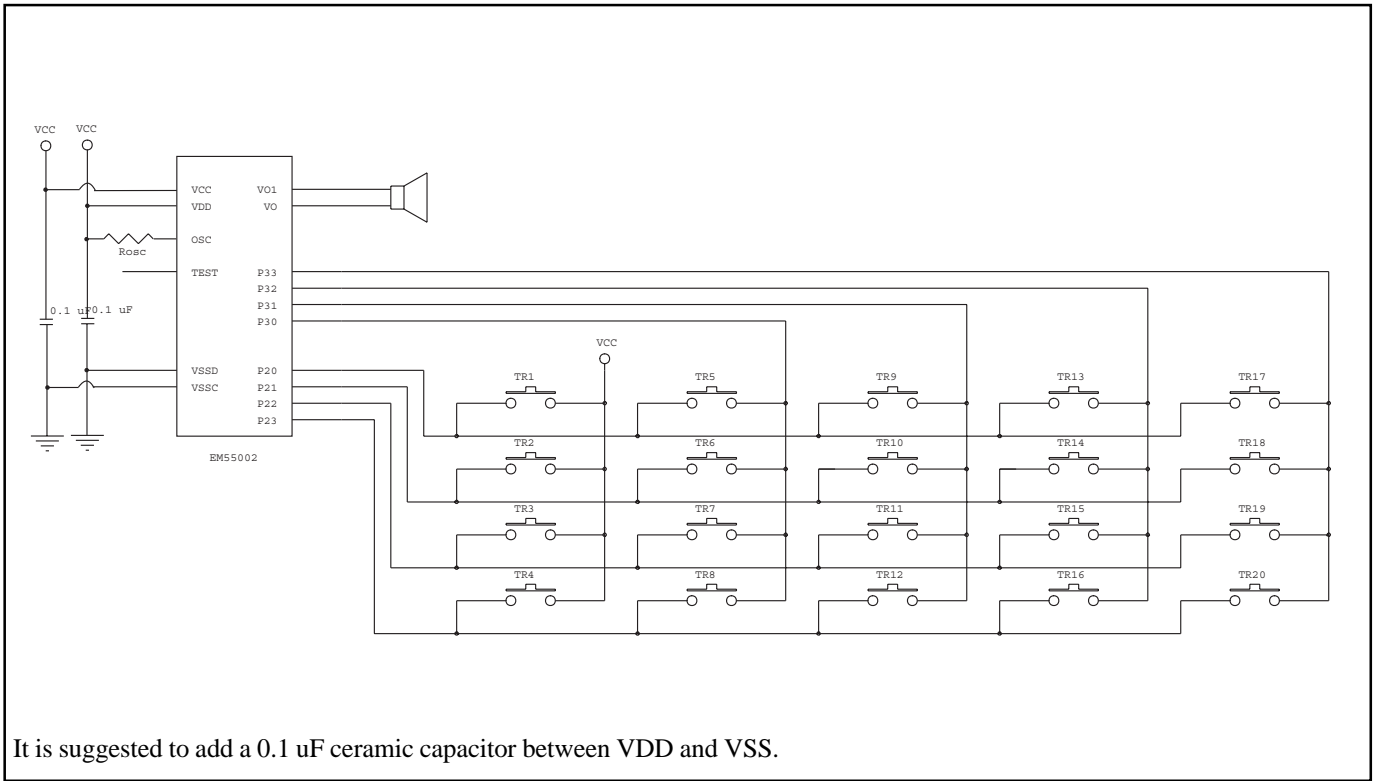 VCC VCC
VCC VO1
VDD VO
OSC
Rosc
TEST P33
P32
P31
0.1 uF 0.1 uF
P30
VCC
VSSD P20
VSSC P21
P22
P23
TR1 TR5 TR9 TR13 TR17
TR2 TR6 TR10 TR14 TR18
EM55002
TR3 TR7 TR11 TR15 TR19
TR4 TR8 TR12 TR16 TR20
It is suggested to add a 0.1 uF ceramic capacitor between VDD and VSS.